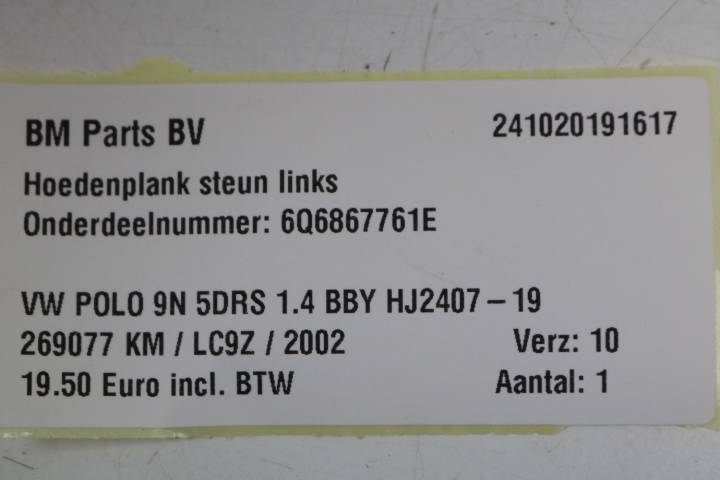 BM Parts BV 241020191617
Hoedenplank steun links
Onderdeelnummer: 6Q6867761E
VW POLO 9N 5DRS 1.4 BBY HJ2407 – 19
269077 KM / LC9Z / 2002 Verz: 10
19.50 Euro incl. BTW Aantal: 1